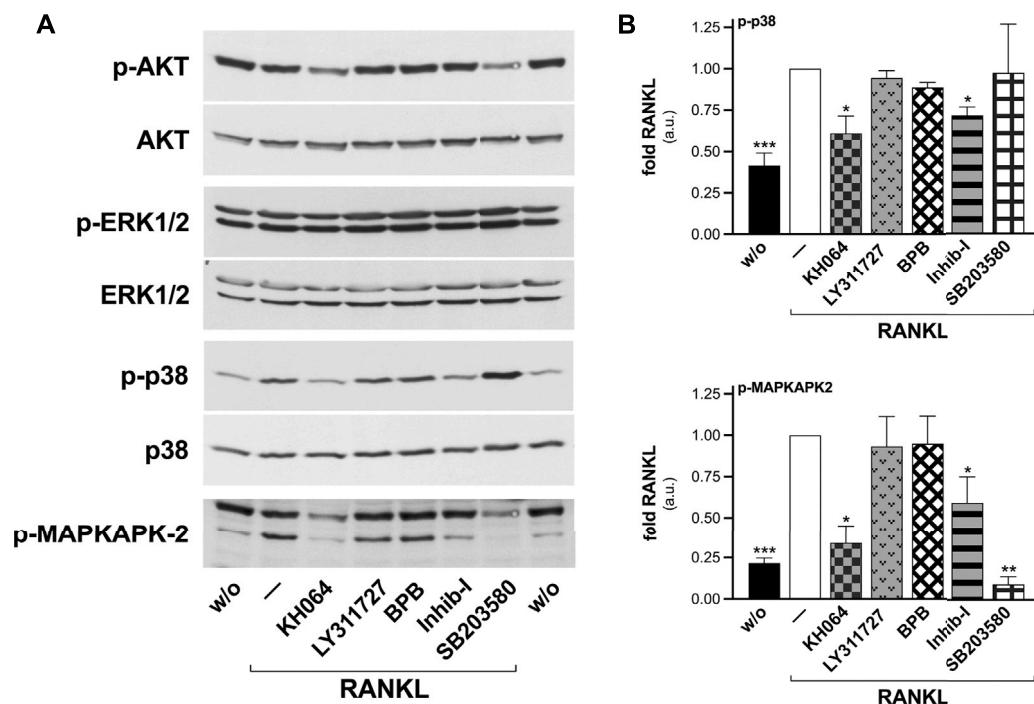 A
p-AKT
AKT
p-ERK1/2
ERK1/2
p-p38
p38
p-MAPKAPK-2
w/o
—
KH064
LY311727
BPB
Inhib-I
SB203580
w/o
RANKL
B
p-p38
fold RANKL
(a.u.)
1.25
1.00
0.75
0.50
0.25
0.00
***
*
*
w/o
—
KH064
LY311727
BPB
Inhib-I
SB203580
RANKL
p-MAPKAPK2
fold RANKL
(a.u.)
1.25
1.00
0.75
0.50
0.25
0.00
***
*
*
**
w/o
—
KH064
LY311727
BPB
Inhib-I
SB203580
RANKL